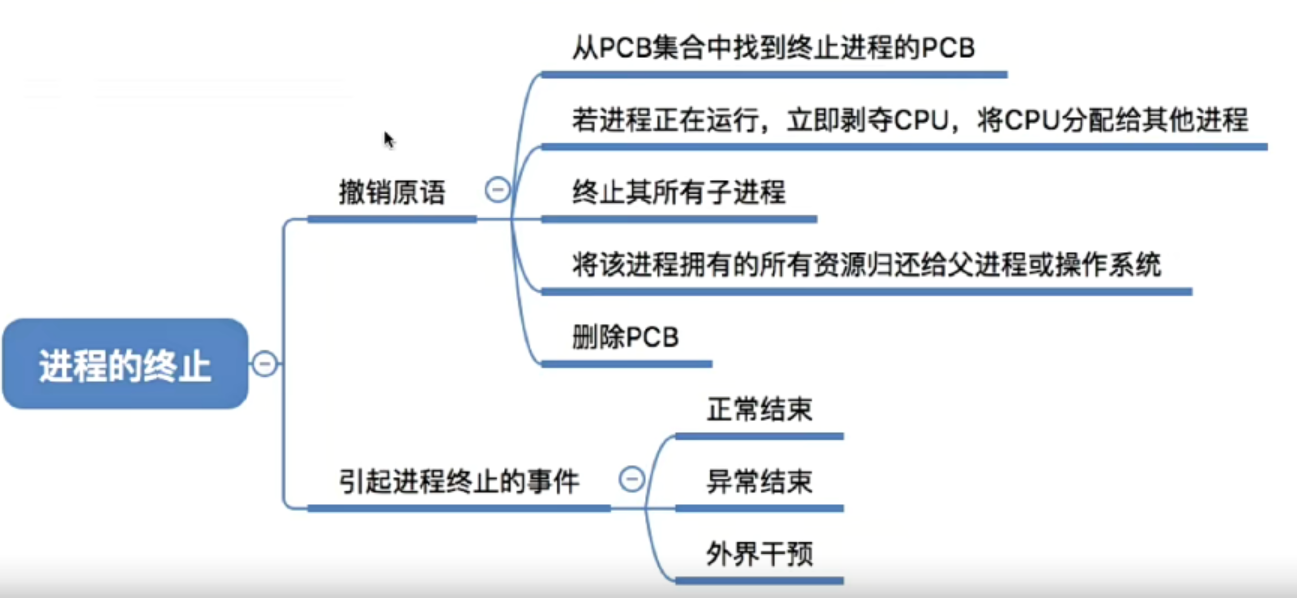 进程的终止
撤销原语
从PCB集合中找到终止进程的PCB
若进程正在运行，立即剥夺CPU，将CPU分配给其他进程
终止其所有子进程
将该进程拥有的所有资源归还给父进程或操作系统
删除PCB
引起进程终止的事件
正常结束
异常结束
外界干预